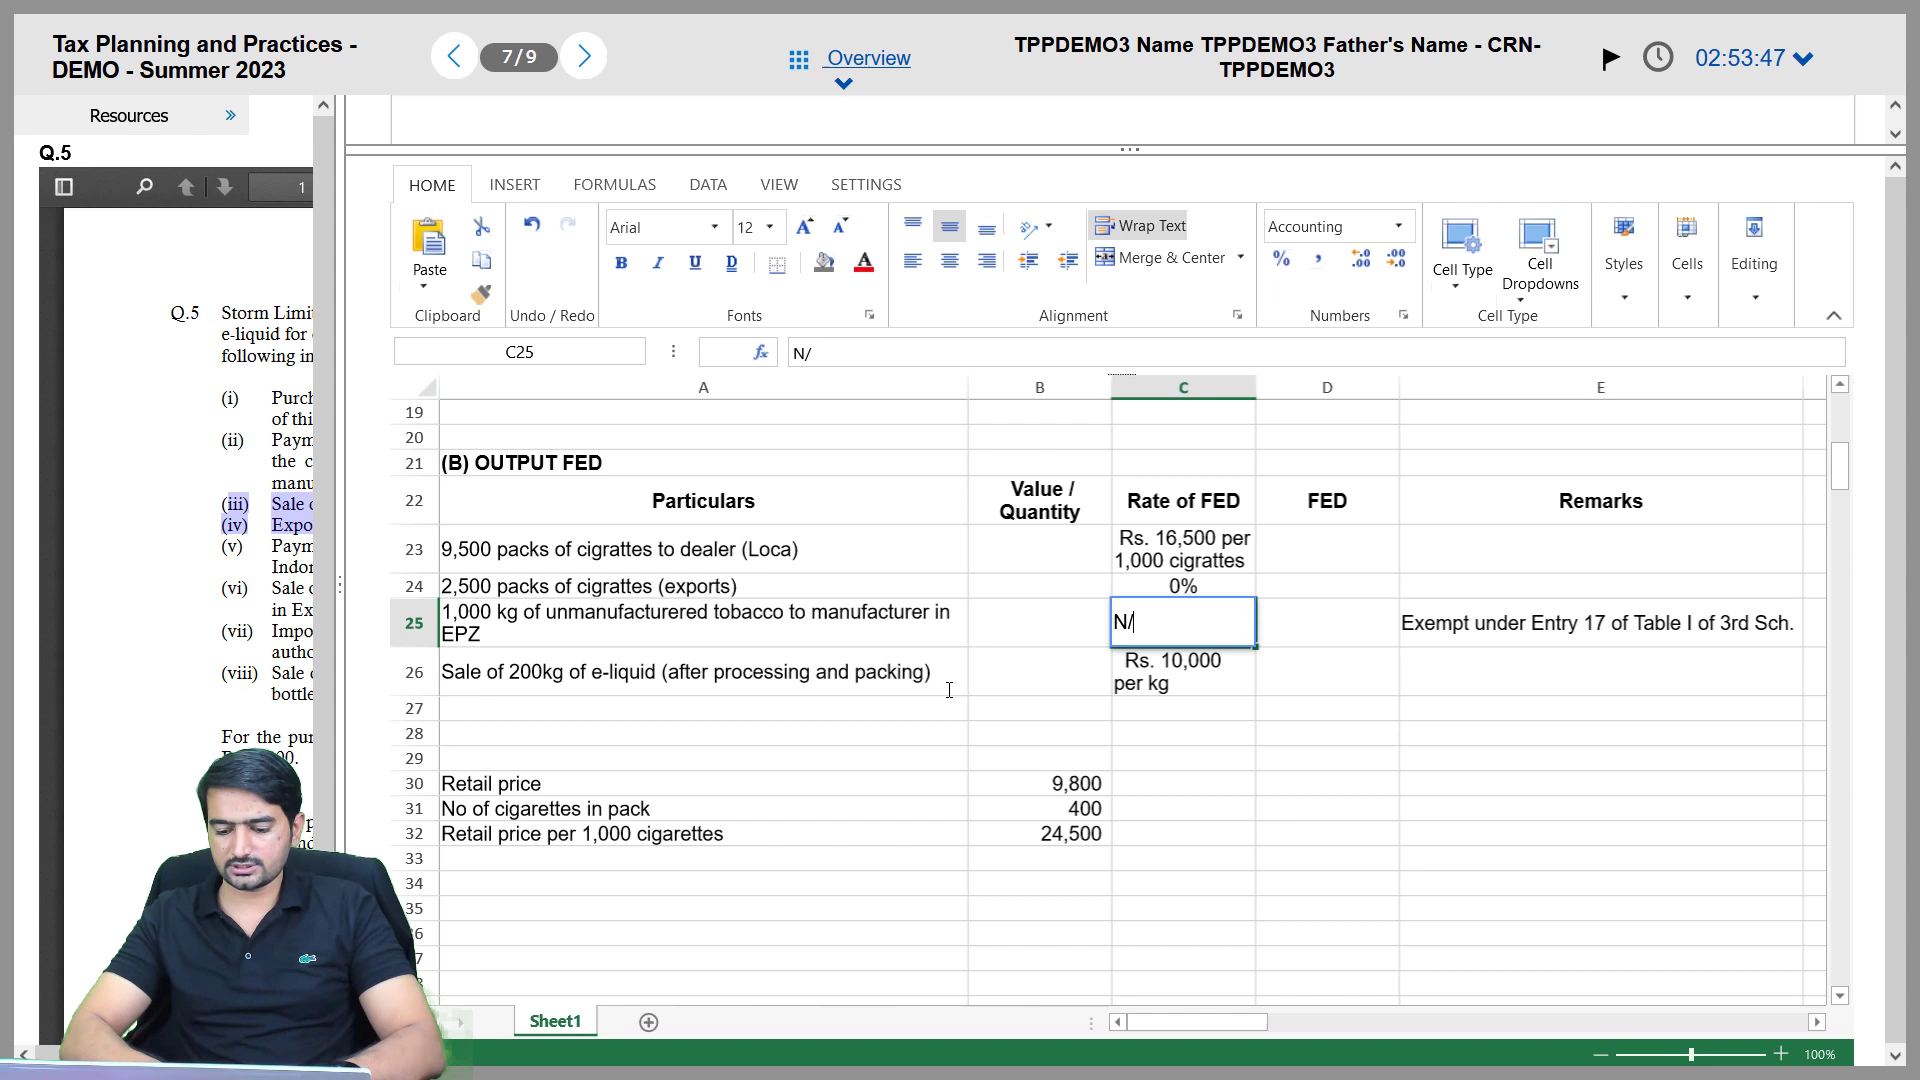 Tax Planning and Practices -
DEMO - Summer 2023
7/9
Overview
TPPDEMO3 Name TPPDEMO3 Father's Name - CRN-
TPPDEMO3
02:53:47
Resources
Q.5
1
Q.5 Storm Limi
e-liquid for
following in
(i) Purch
of thi
(ii) Paym
the c
manu
(iii) Sale o
(iv) Expo
(v) Paym
Indon
(vi) Sale
in Ex
(vii) Impo
autho
(viii) Sale
bottle
For the pur
00.
HOME INSERT FORMULAS DATA VIEW SETTINGS
Paste
Clipboard
Undo / Redo
Arial 12
B I U D A
Fonts
Wrap Text
Merge & Center
Alignment
Accounting
Numbers
Cell Type
Cell Dropdowns
Cell Type
Styles
Cells
Editing
C25 fx N/
A B C D E
19
20
21 (B) OUTPUT FED
22 Particulars Value / Quantity Rate of FED FED Remarks
23 9,500 packs of cigrattes to dealer (Loca) Rs. 16,500 per 1,000 cigrattes
24 2,500 packs of cigrattes (exports) 0%
25 1,000 kg of unmanufacturered tobacco to manufacturer in EPZ N/ Exempt under Entry 17 of Table I of 3rd Sch.
26 Sale of 200kg of e-liquid (after processing and packing) Rs. 10,000 per kg
27
28
29
30 Retail price 9,800
31 No of cigarettes in pack 400
32 Retail price per 1,000 cigarettes 24,500
33
34
35
Sheet1
100%